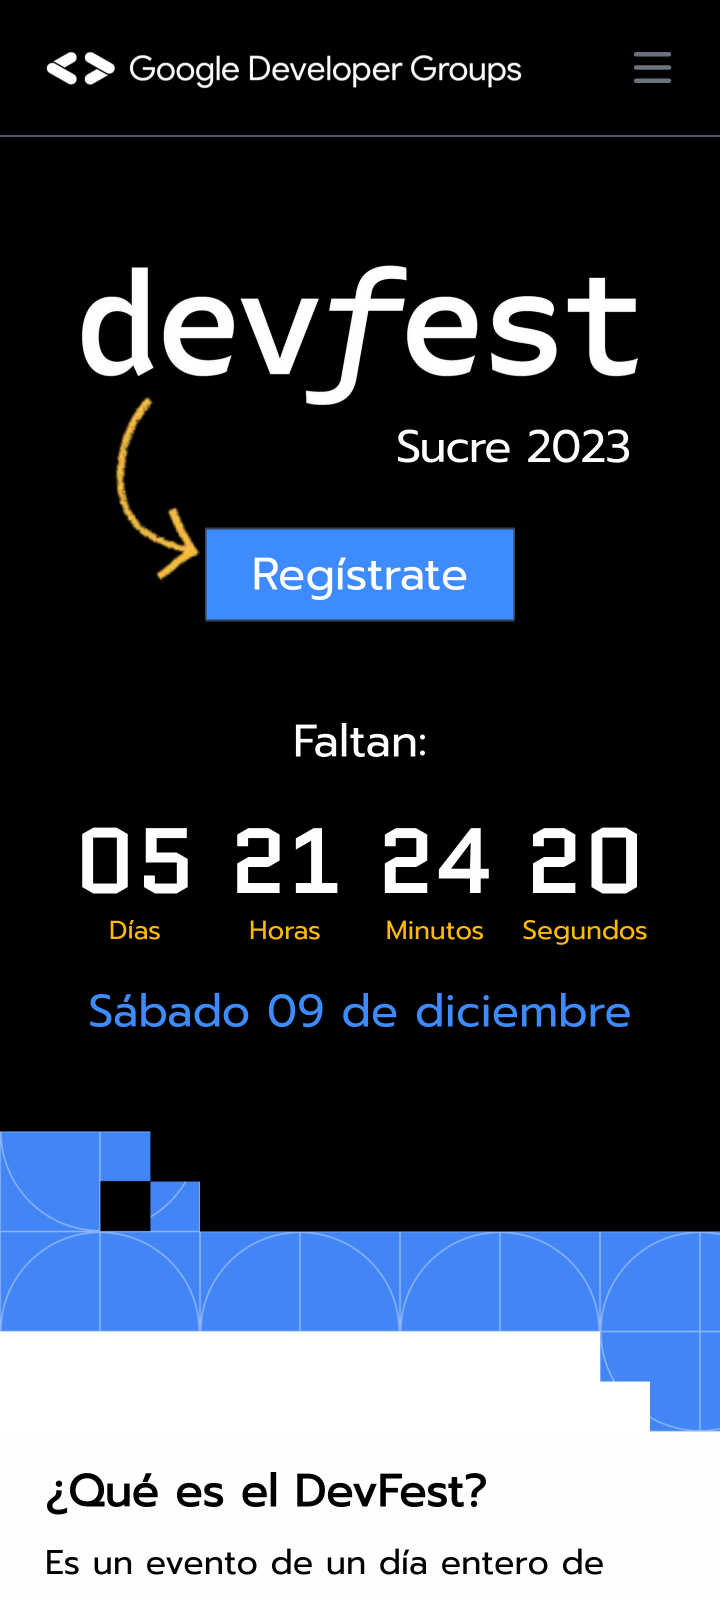 Google Developer Groups
devfest
Sucre 2023
Regístrate
Faltan:
05 21 24 20
Días Horas Minutos Segundos
Sábado 09 de diciembre
¿Qué es el DevFest?
Es un evento de un día entero de